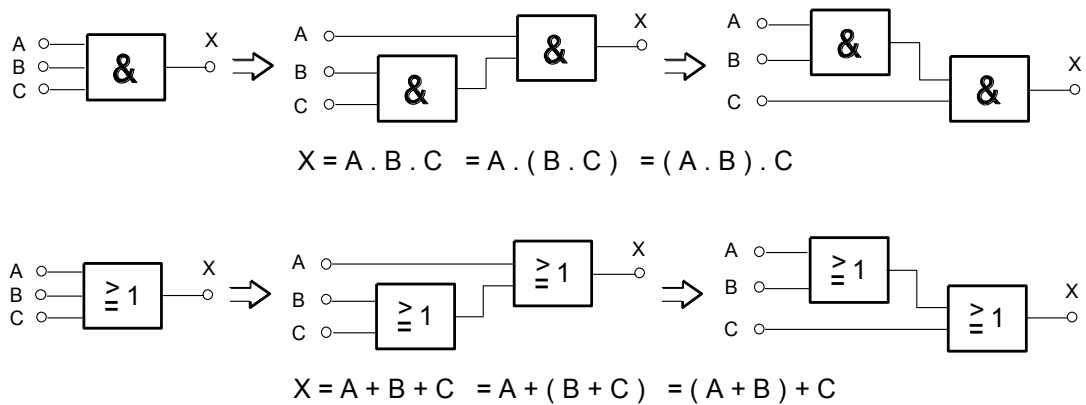 A B C & X
A B C & & X
A B C & & X
X = A . B . C = A . ( B . C ) = ( A . B ) . C
A B C ≥ 1 X
A B C ≥ 1 ≥ 1 X
A B C ≥ 1 ≥ 1 X
X = A + B + C = A + ( B + C ) = ( A + B ) + C